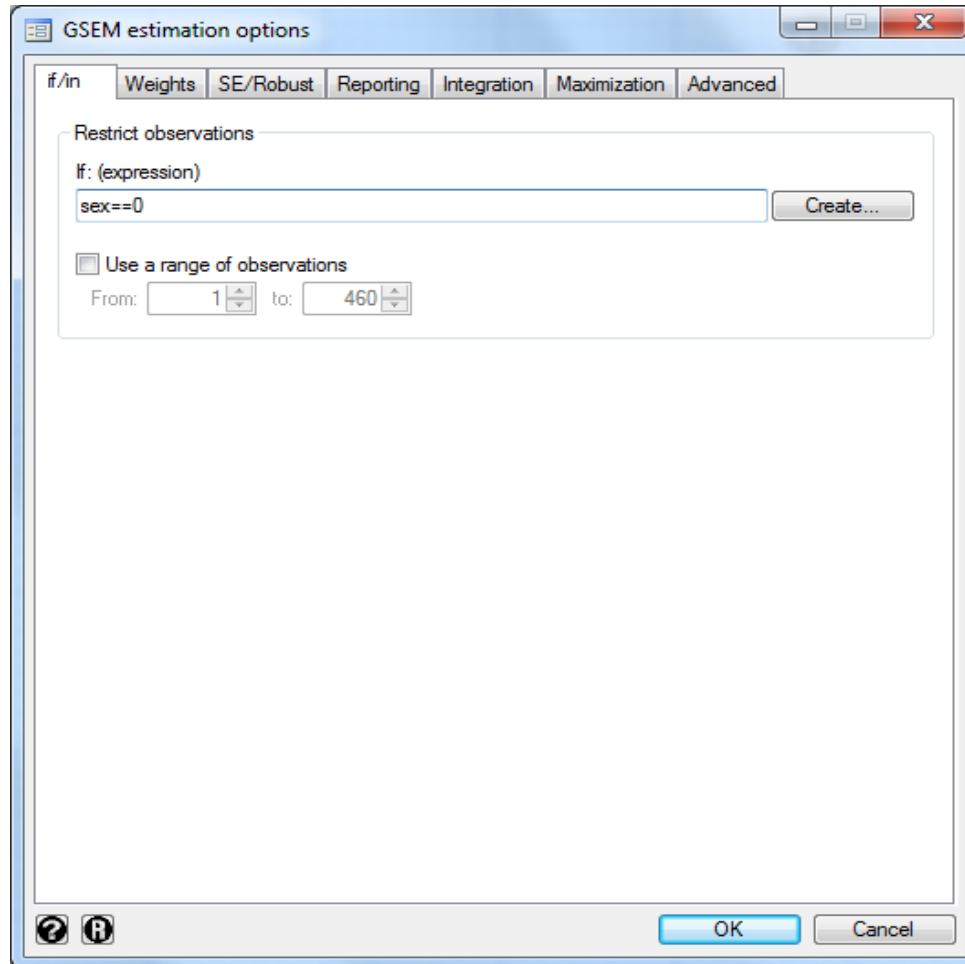 GSEM estimation options
if/in Weights SE/Robust Reporting Integration Maximization Advanced
Restrict observations
If: (expression)
sex==0 Create...
Use a range of observations
From: 1 to: 460
? R OK Cancel